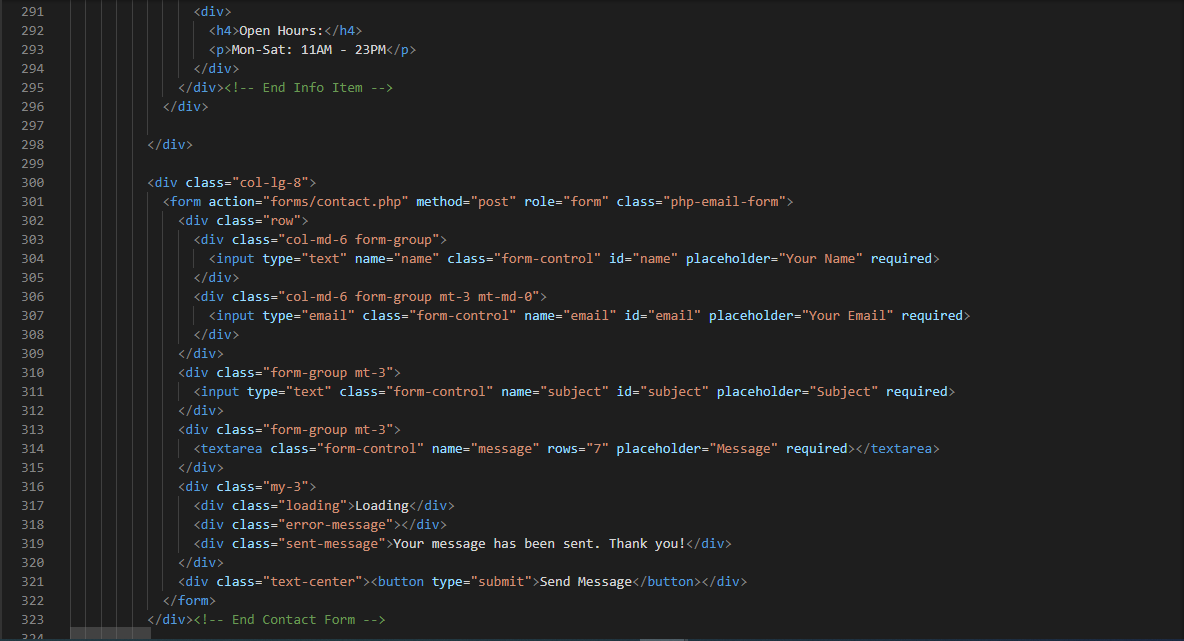 291 <div>
292 <h4>Open Hours:</h4>
293 <p>Mon-Sat: 11AM - 23PM</p>
294 </div>
295 </div><!-- End Info Item -->
296 </div>
297
298 </div>
299
300 <div class="col-lg-8">
301 <form action="forms/contact.php" method="post" role="form" class="php-email-form">
302 <div class="row">
303 <div class="col-md-6 form-group">
304 <input type="text" name="name" class="form-control" id="name" placeholder="Your Name" required>
305 </div>
306 <div class="col-md-6 form-group mt-3 mt-md-0">
307 <input type="email" class="form-control" name="email" id="email" placeholder="Your Email" required>
308 </div>
309 </div>
310 <div class="form-group mt-3">
311 <input type="text" class="form-control" name="subject" id="subject" placeholder="Subject" required>
312 </div>
313 <div class="form-group mt-3">
314 <textarea class="form-control" name="message" rows="7" placeholder="Message" required></textarea>
315 </div>
316 <div class="my-3">
317 <div class="loading">Loading</div>
318 <div class="error-message"></div>
319 <div class="sent-message">Your message has been sent. Thank you!</div>
320 </div>
321 <div class="text-center"><button type="submit">Send Message</button></div>
322 </form>
323 </div><!-- End Contact Form -->
324